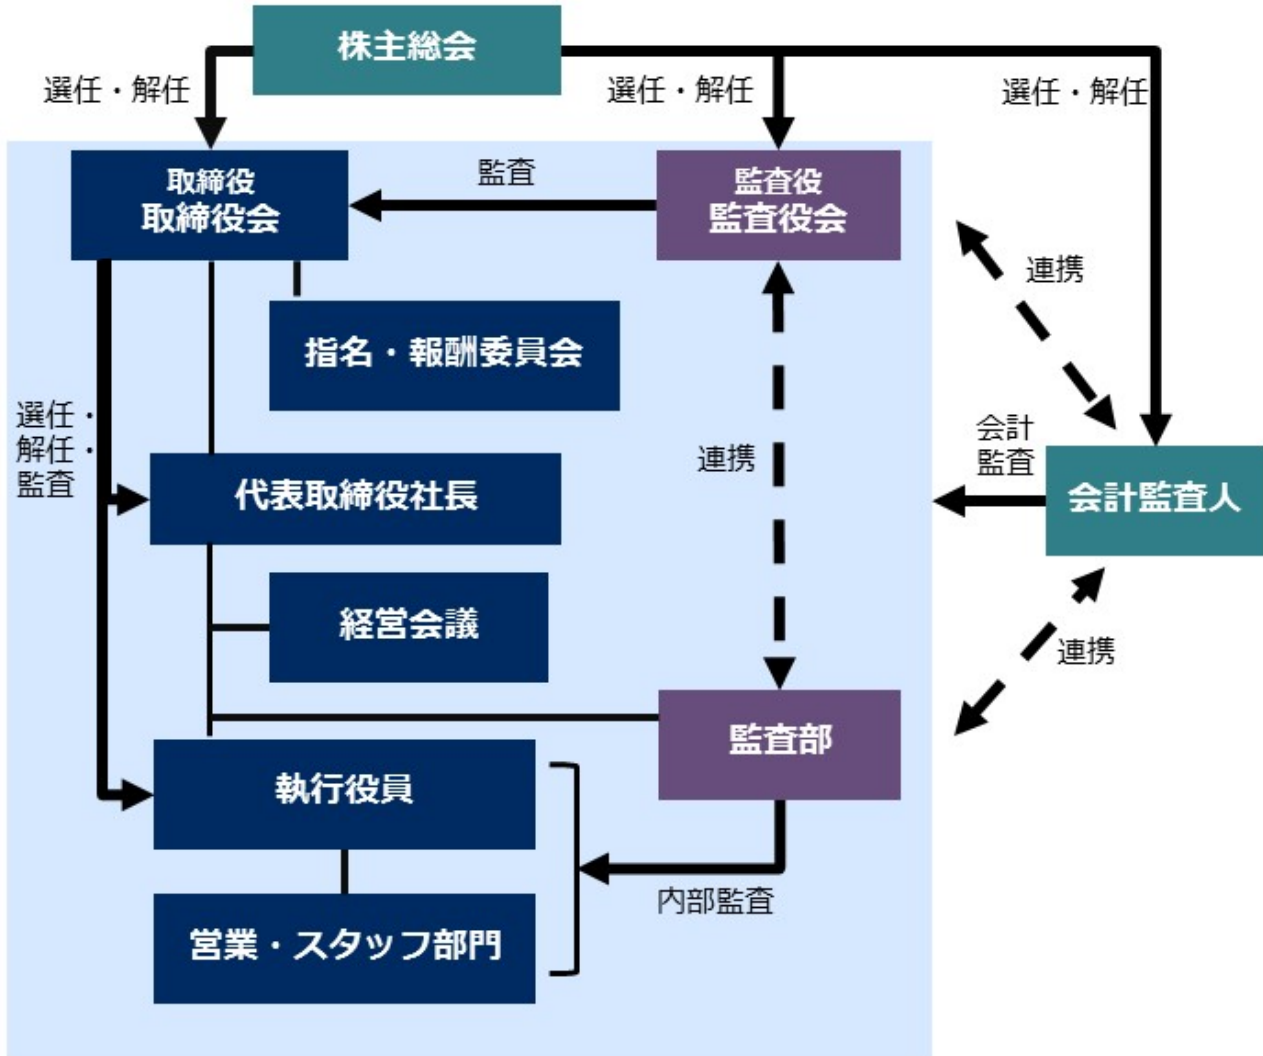 株主総会
選任・解任
選任・解任
選任・解任
取締役
取締役会
監査
監査役
監査役会
連携
指名・報酬委員会
選任・
解任・
監査
連携
会計
監査
代表取締役社長
会計監査人
経営会議
連携
監査部
執行役員
内部監査
営業・スタッフ部門